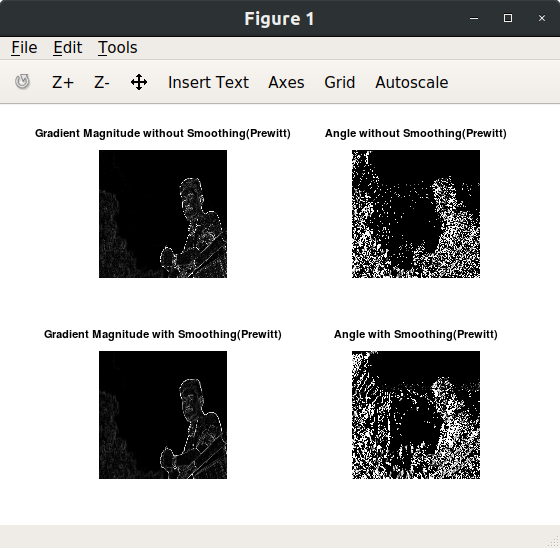 Figure 1
File Edit Tools
Z+ Z- Insert Text Axes Grid Autoscale
Gradient Magnitude without Smoothing(Prewitt) Angle without Smoothing(Prewitt)
Gradient Magnitude with Smoothing(Prewitt) Angle with Smoothing(Prewitt)